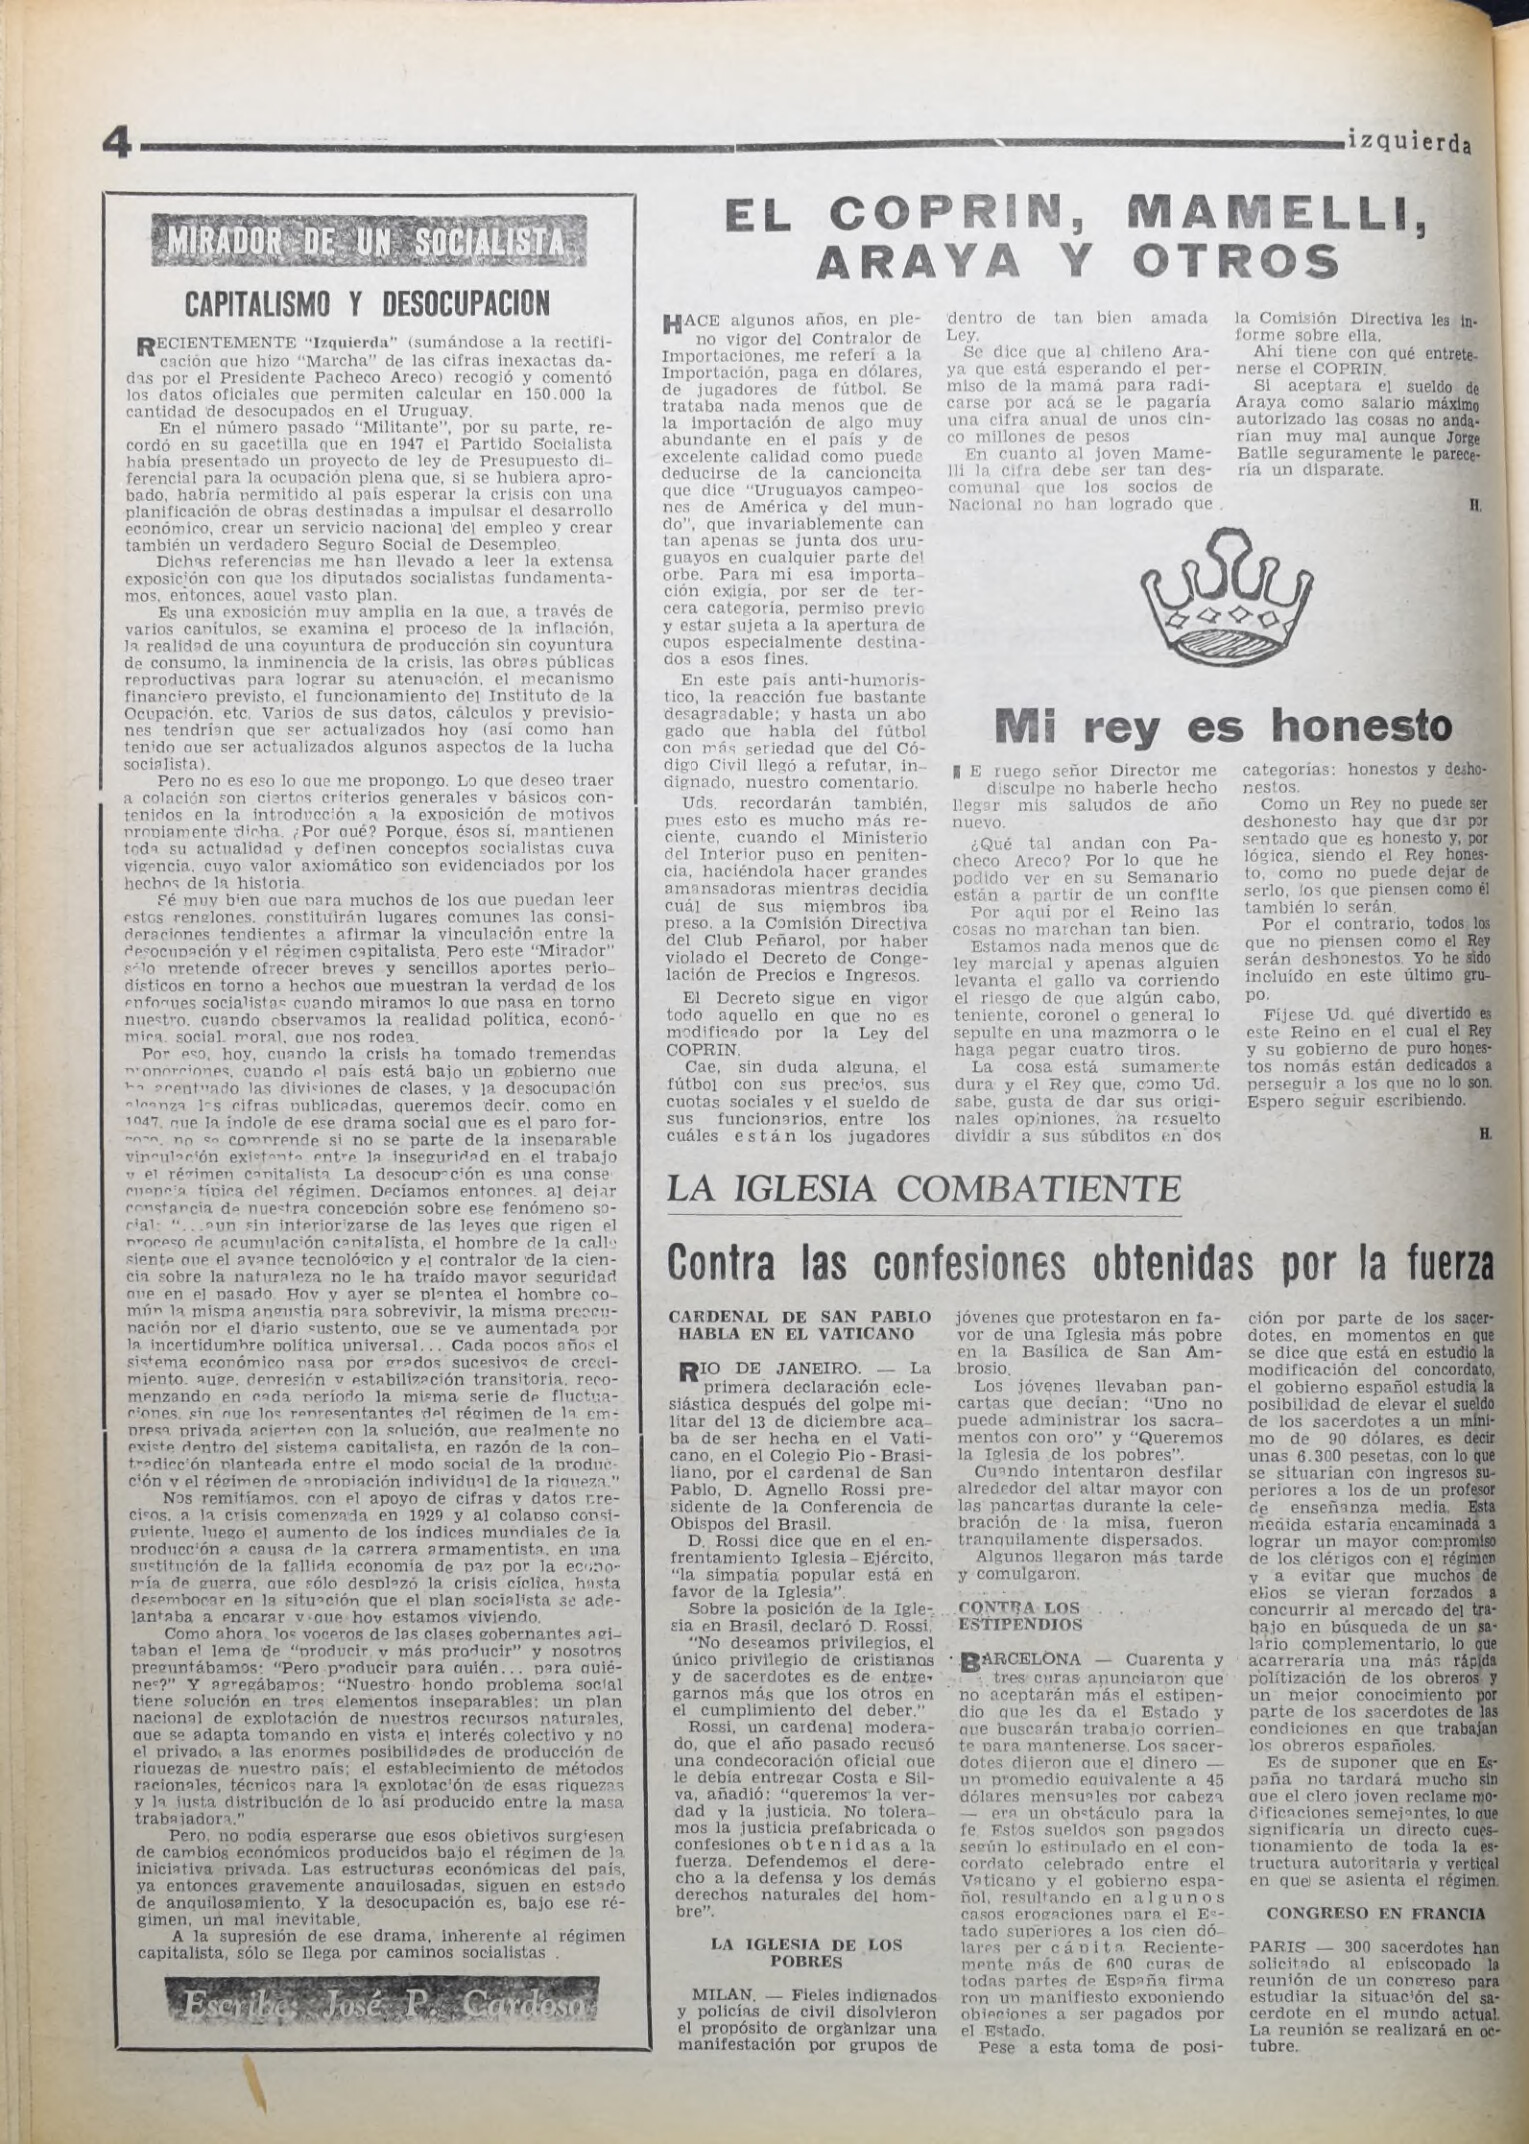 4
izquierda
MIRADOR DE UN SOCIALISTA
CAPITALISMO Y DESOCUPACION
RECIENTEMENTE "Izquierda" (sumándose a la rectifi-
cación que hizo "Marcha" de las cifras inexactas da-
das por el Presidente Pacheco Areco) recogió y comentó
los datos oficiales que permiten calcular en 150.000 la
cantidad de desocupados en el Uruguay.
En el número pasado "Militante", por su parte, re-
cordó en su gacetilla que en 1947 el Partido Socialista
había presentado un proyecto de ley de Presupuesto di-
ferencial para la ocupación plena que, si se hubiera apro-
bado, habría permitido al país esperar la crisis con una
planificación de obras destinadas a impulsar el desarrollo
económico, crear un servicio nacional del empleo y crear
también un verdadero Seguro Social de Desempleo.
Dichas referencias me han llevado a leer la extensa
exposición con que los diputados socialistas fundamenta-
mos, entonces, aquel vasto plan.
Es una exposición muy amplia en la que, a través de
varios capítulos, se examina el proceso de la inflación,
la realidad de una coyuntura de producción sin coyuntura
de consumo, la inminencia de la crisis, las obras públicas
reproductivas para lograr su atenuación, el mecanismo
financiero previsto, el funcionamiento del Instituto de la
Ocupación, etc. Varios de sus datos, cálculos y previsio-
nes tendrían que ser actualizados hoy (así como han
tenido que ser actualizados algunos aspectos de la lucha
socialista).
Pero no es eso lo que me propongo. Lo que deseo traer
a colación son ciertos criterios generales y básicos con-
tenidos en la introducción a la exposición de motivos
propiamente dicha. ¿Por qué? Porque, ésos sí, mantienen
toda su actualidad y definen conceptos socialistas cuya
vigencia, cuyo valor axiomático son evidenciados por los
hechos de la historia.
Sé muy bien que para muchos de los que puedan leer
estos renglones, constituirán lugares comunes las consi-
deraciones tendientes a afirmar la vinculación entre la
desocupación y el régimen capitalista. Pero este "Mirador"
sólo pretende ofrecer breves y sencillos aportes perio-
dísticos en torno a hechos que muestran la verdad de los
enfoques socialistas cuando miramos lo que pasa en torno
nuestro, cuando observamos la realidad política, econó-
mica, social, moral, que nos rodea.
Por eso, hoy, cuando la crisis ha tomado tremendas
proporciones, cuando el país está bajo un gobierno que
ha acentuado las divisiones de clases, y la desocupación
alcanza las cifras publicadas, queremos decir, como en
1947, que la índole de ese drama social que es el paro for-
zoso, no se comprende si no se parte de la inseparable
vinculación existente entre la inseguridad en el trabajo
y el régimen capitalista. La desocupación es una conse
cuencia típica del régimen. Decíamos entonces, al dejar
constancia de nuestra concepción sobre ese fenómeno so-
cial: "...aun sin interiorizarse de las leyes que rigen el
proceso de acumulación capitalista, el hombre de la calle
siente que el avance tecnológico y el contralor de la cien-
cia sobre la naturaleza no le ha traído mayor seguridad
que en el pasado. Hoy y ayer se plantea el hombre co-
mún la misma angustia para sobrevivir, la misma preocu-
pación por el diario sustento, que se ve aumentada por
la incertidumbre política universal... Cada pocos años el
sistema económico pasa por grados sucesivos de creci-
miento, auge, depresión y estabilización transitoria, reco-
menzando en cada período la misma serie de fluctua-
ciones, sin que los representantes del régimen de la em-
presa privada acierten con la solución, que realmente no
existe dentro del sistema capitalista, en razón de la con-
tradicción planteada entre el modo social de la produc-
ción y el régimen de apropiación individual de la riqueza."
Nos remitíamos, con el apoyo de cifras y datos pre-
cisos, a la crisis comenzada en 1929 y al colapso consi-
guiente, luego el aumento de los índices mundiales de la
producción a causa de la carrera armamentista, en una
sustitución de la fallida economía de paz por la econo-
mía de guerra, que sólo desplazó la crisis cíclica, hasta
desembocar en la situación que el plan socialista se ade-
lantaba a encarar y que hoy estamos viviendo.
Como ahora, los voceros de las clases gobernantes agi-
taban el lema de "producir y más producir" y nosotros
preguntábamos: "Pero producir para quién... para quié-
nes?" Y agregábamos: "Nuestro hondo problema social
tiene solución en tres elementos inseparables: un plan
nacional de explotación de nuestros recursos naturales,
que se adapta tomando en vista el interés colectivo y no
el privado, a las enormes posibilidades de producción de
riquezas de nuestro país; el establecimiento de métodos
racionales, técnicos para la explotación de esas riquezas
y la justa distribución de lo así producido entre la masa
trabajadora."
Pero, no podía esperarse que esos objetivos surgiesen
de cambios económicos producidos bajo el régimen de la
iniciativa privada. Las estructuras económicas del país,
ya entonces gravemente anquilosadas, siguen en estado
de anquilosamiento. Y la desocupación es, bajo ese ré-
gimen, un mal inevitable.
A la supresión de ese drama, inherente al régimen
capitalista, sólo se llega por caminos socialistas .
Escribe: José P. Cardoso
EL COPRIN, MAMELLI,
ARAYA Y OTROS
HACE algunos años, en ple-
no vigor del Contralor de
Importaciones, me referí a la
Importación, paga en dólares,
de jugadores de fútbol. Se
trataba nada menos que de
la importación de algo muy
abundante en el país y de
excelente calidad como puede
deducirse de la cancioncita
que dice "Uruguayos campeo-
nes de América y del mun-
do", que invariablemente can
tan apenas se junta dos uru-
guayos en cualquier parte del
orbe. Para mí esa importa-
ción exigía, por ser de ter-
cera categoría, permiso previo
y estar sujeta a la apertura de
cupos especialmente destina-
dos a esos fines.
En este país anti-humorís-
tico, la reacción fue bastante
desagradable; y hasta un abo
gado que habla del fútbol
con más seriedad que del Có-
digo Civil llegó a refutar, in-
dignado, nuestro comentario.
Uds. recordarán también,
pues esto es mucho más re-
ciente, cuando el Ministerio
del Interior puso en peniten-
cia, haciéndola hacer grandes
amansadoras mientras decidía
cuál de sus miembros iba
preso, a la Comisión Directiva
del Club Peñarol, por haber
violado el Decreto de Conge-
lación de Precios e Ingresos.
El Decreto sigue en vigor
todo aquello en que no es
modificado por la Ley del
COPRIN.
Cae, sin duda alguna, el
fútbol con sus precios, sus
cuotas sociales y el sueldo de
sus funcionarios, entre los
cuáles están los jugadores
dentro de tan bien amada
Ley.
Se dice que al chileno Ara-
ya que está esperando el per-
miso de la mamá para radi-
carse por acá se le pagaría
una cifra anual de unos cin-
co millones de pesos
En cuanto al joven Mame-
lli la cifra debe ser tan des-
comunal que los socios de
Nacional no han logrado que
la Comisión Directiva les in-
forme sobre ella.
Ahí tiene con qué entrete-
nerse el COPRIN.
Si aceptara el sueldo de
Araya como salario máximo
autorizado las cosas no anda-
rían muy mal aunque Jorge
Batlle seguramente le parece-
ría un disparate.
H.
Mi rey es honesto
E ruego señor Director me
disculpe no haberle hecho
llegar mis saludos de año
nuevo.
¿Qué tal andan con Pa-
checo Areco? Por lo que he
podido ver en su Semanario
están a partir de un confite
Por aquí por el Reino las
cosas no marchan tan bien.
Estamos nada menos que de
ley marcial y apenas alguien
levanta el gallo va corriendo
el riesgo de que algún cabo,
teniente, coronel o general lo
sepulte en una mazmorra o le
haga pegar cuatro tiros.
La cosa está sumamente
dura y el Rey que, como Ud.
sabe, gusta de dar sus origi-
nales opiniones, ha resuelto
dividir a sus súbditos en dos
categorías: honestos y desho-
nestos.
Como un Rey no puede ser
deshonesto hay que dar por
sentado que es honesto y, por
lógica, siendo el Rey hones-
to, como no puede dejar de
serlo, los que piensen como él
también lo serán.
Por el contrario, todos los
que no piensen como el Rey
serán deshonestos. Yo he sido
incluído en este último gru-
po.
Fíjese Ud. qué divertido es
este Reino en el cual el Rey
y su gobierno de puro hones-
tos nomás están dedicados a
perseguir a los que no lo son.
Espero seguir escribiendo.
H.
LA IGLESIA COMBATIENTE
Contra las confesiones obtenidas por la fuerza
CARDENAL DE SAN PABLO
HABLA EN EL VATICANO
RIO DE JANEIRO. — La
primera declaración ecle-
siástica después del golpe mi-
litar del 13 de diciembre aca-
ba de ser hecha en el Vati-
cano, en el Colegio Pio-Brasi-
liano, por el cardenal de San
Pablo, D. Agnello Rossi pre-
sidente de la Conferencia de
Obispos del Brasil.
D. Rossi dice que en el en-
frentamiento Iglesia-Ejército,
"la simpatía popular está en
favor de la Iglesia".
Sobre la posición de la Igle-
sia en Brasil, declaró D. Rossi:
"No deseamos privilegios, el
único privilegio de cristianos
y de sacerdotes es de entre-
garnos más que los otros en
el cumplimiento del deber."
Rossi, un cardenal modera-
do, que el año pasado recusó
una condecoración oficial que
le debía entregar Costa e Sil-
va, añadió: "queremos la ver-
dad y la justicia. No tolera-
mos la justicia prefabricada o
confesiones obtenidas a la
fuerza. Defendemos el dere-
cho a la defensa y los demás
derechos naturales del hom-
bre".
LA IGLESIA DE LOS
POBRES
MILAN. — Fieles indignados
y policías de civil disolvieron
el propósito de organizar una
manifestación por grupos de
jóvenes que protestaron en fa-
vor de una Iglesia más pobre
en la Basílica de San Am-
brosio.
Los jóvenes llevaban pan-
cartas que decían: "Uno no
puede administrar los sacra-
mentos con oro" y "Queremos
la Iglesia de los pobres".
Cuando intentaron desfilar
alrededor del altar mayor con
las pancartas durante la cele-
bración de la misa, fueron
tranquilamente dispersados.
Algunos llegaron más tarde
y comulgaron.
CONTRA LOS
ESTIPENDIOS
BARCELONA — Cuarenta y
tres curas anunciaron que
no aceptarán más el estipen-
dio que les da el Estado y
que buscarán trabajo corrien-
te para mantenerse. Los sacer-
dotes dijeron que el dinero —
un promedio equivalente a 45
dólares mensuales por cabeza
— era un obstáculo para la
fe. Estos sueldos son pagados
según lo estipulado en el con-
cordato celebrado entre el
Vaticano y el gobierno espa-
ñol, resultando en algunos
casos erogaciones para el Es-
tado superiores a los cien dó-
lares per cápita. Reciente-
mente más de 600 curas de
todas partes de España firma
ron un manifiesto exponiendo
objeciones a ser pagados por
el Estado.
Pese a esta toma de posi-
ción por parte de los sacer-
dotes, en momentos en que
se dice que está en estudio la
modificación del concordato,
el gobierno español estudia la
posibilidad de elevar el sueldo
de los sacerdotes a un míni-
mo de 90 dólares, es decir
unas 6.300 pesetas, con lo que
se situarían con ingresos su-
periores a los de un profesor
de enseñanza media. Esta
medida estaría encaminada a
lograr un mayor compromiso
de los clérigos con el régimen
y a evitar que muchos de
ellos se vieran forzados a
concurrir al mercado del tra-
bajo en búsqueda de un sa-
lario complementario, lo que
acarrearía una más rápida
politización de los obreros y
un mejor conocimiento por
parte de los sacerdotes de las
condiciones en que trabajan
los obreros españoles.
Es de suponer que en Es-
paña no tardará mucho sin
que el clero joven reclame mo-
dificaciones semejantes, lo que
significaría un directo cues-
tionamiento de toda la es-
tructura autoritaria y vertical
en que se asienta el régimen.
CONGRESO EN FRANCIA
PARIS — 300 sacerdotes han
solicitado al episcopado la
reunión de un congreso para
estudiar la situación del sa-
cerdote en el mundo actual.
La reunión se realizará en oc-
tubre.